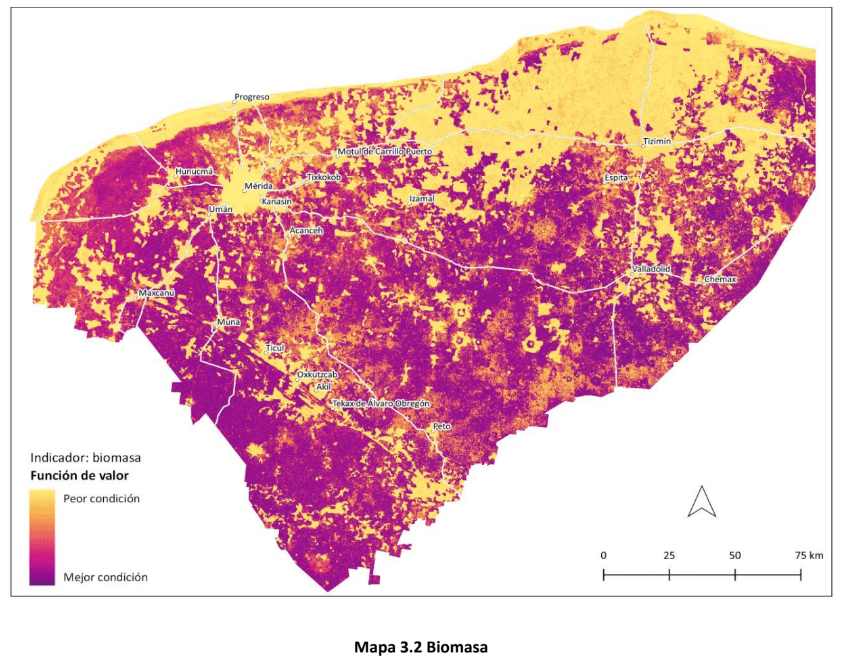 Progreso
Tizimín
Motul de Carrillo Puerto
Hunucmá
Tixkokob
Espita
Mérida
Kanasín
Izamal
Umán
Acanceh
Valladolid
Chemax
Maxcanú
Muna
Ticul
Oxkutzcab
Akil
Tekax de Álvaro Obregón
Peto
Indicador: biomasa
Función de valor
Peor condición
Mejor condición
0 25 50 75 km
Mapa 3.2 Biomasa